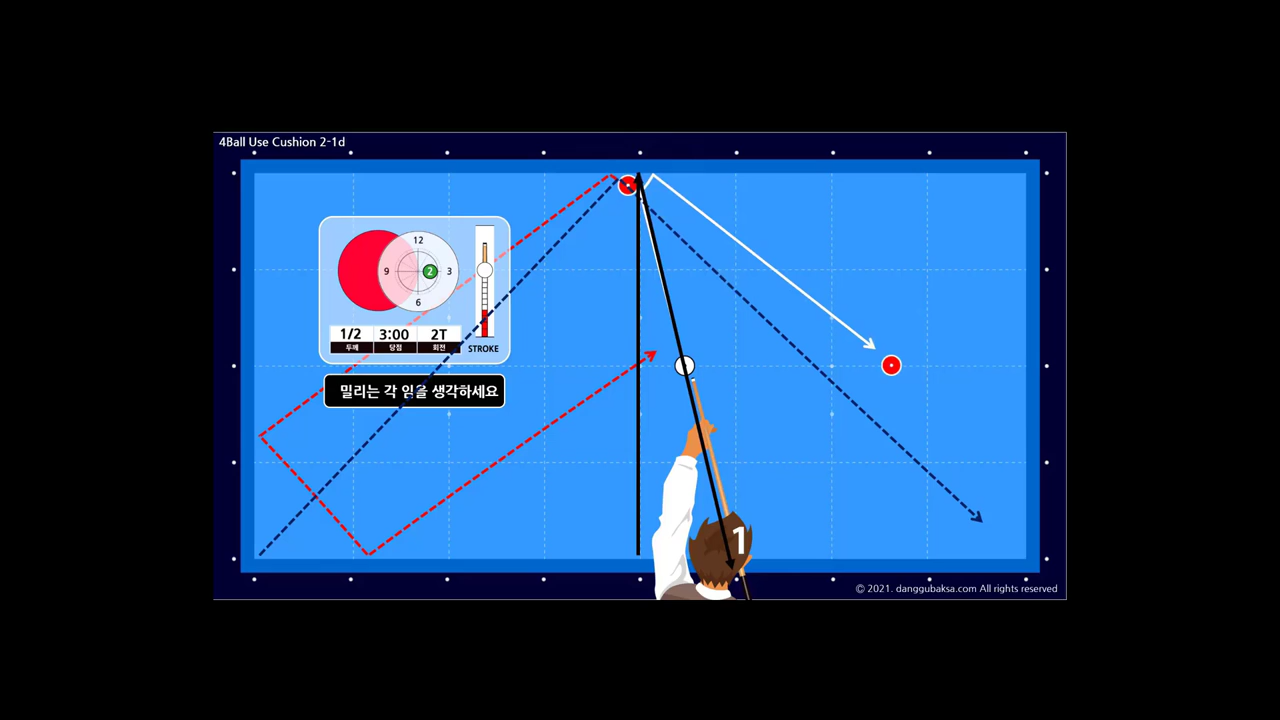 4Ball Use Cushion 2-1d
12
9 2 3
6
1/2 3:00 2T
두께 당점 회전 STROKE
밀리는 각 임을 생각하세요
1
© 2021. danggubaksa.com All rights reserved